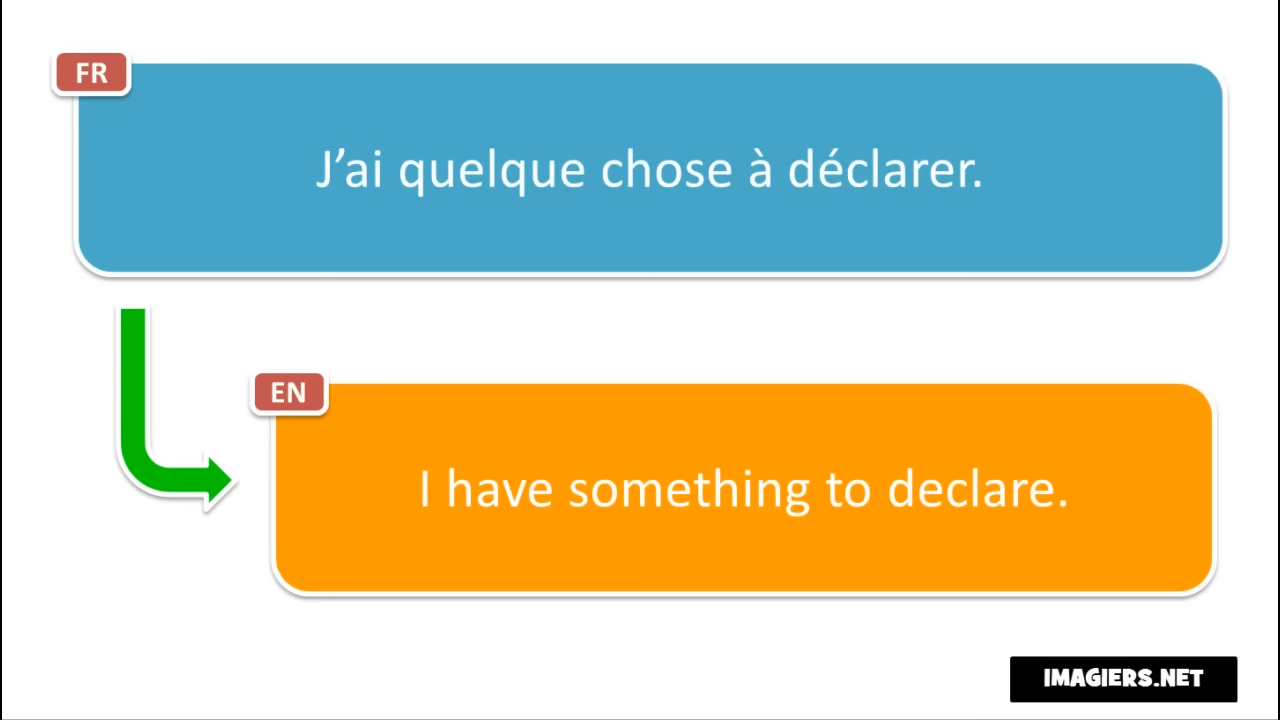 FR
J’ai quelque chose à déclarer.
EN
I have something to declare.
IMAGIERS.NET